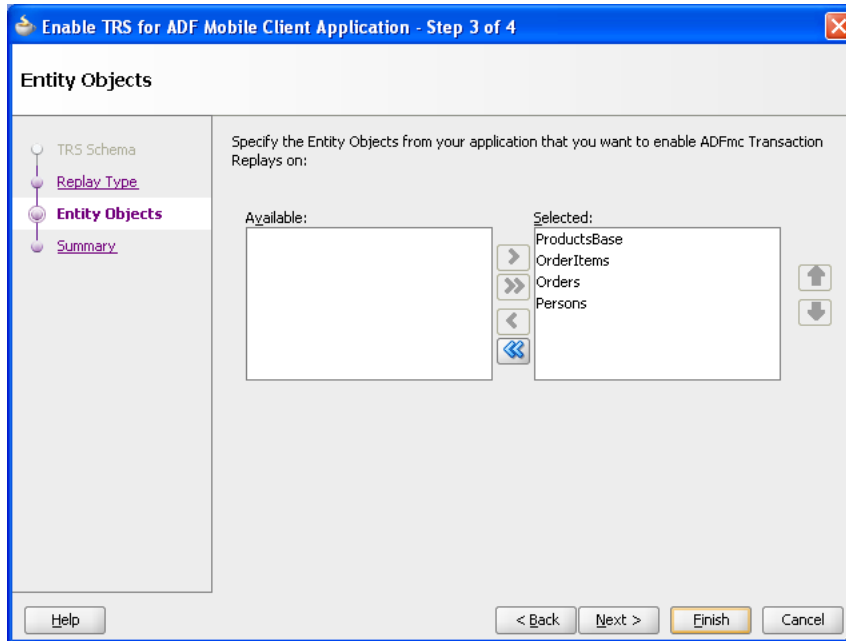 Enable TRS for ADF Mobile Client Application - Step 3 of 4
Entity Objects
TRS Schema
Replay Type
Entity Objects
Summary
Specify the Entity Objects from your application that you want to enable ADFmc Transaction
Replays on:
Available:
Selected:
ProductsBase
OrderItems
Orders
Persons
Help
< Back
Next >
Finish
Cancel